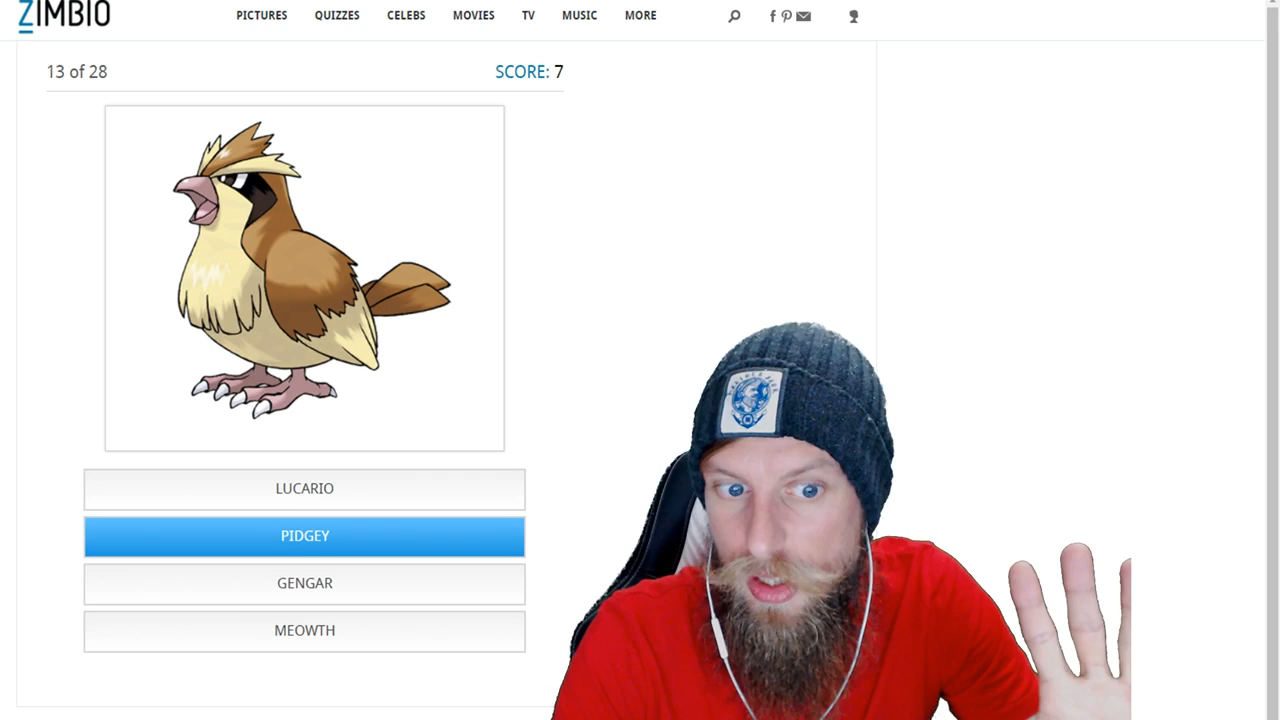 ZIMBIO
PICTURES QUIZZES CELEBS MOVIES TV MUSIC MORE
13 of 28 SCORE: 7
LUCARIO
PIDGEY
GENGAR
MEOWTH